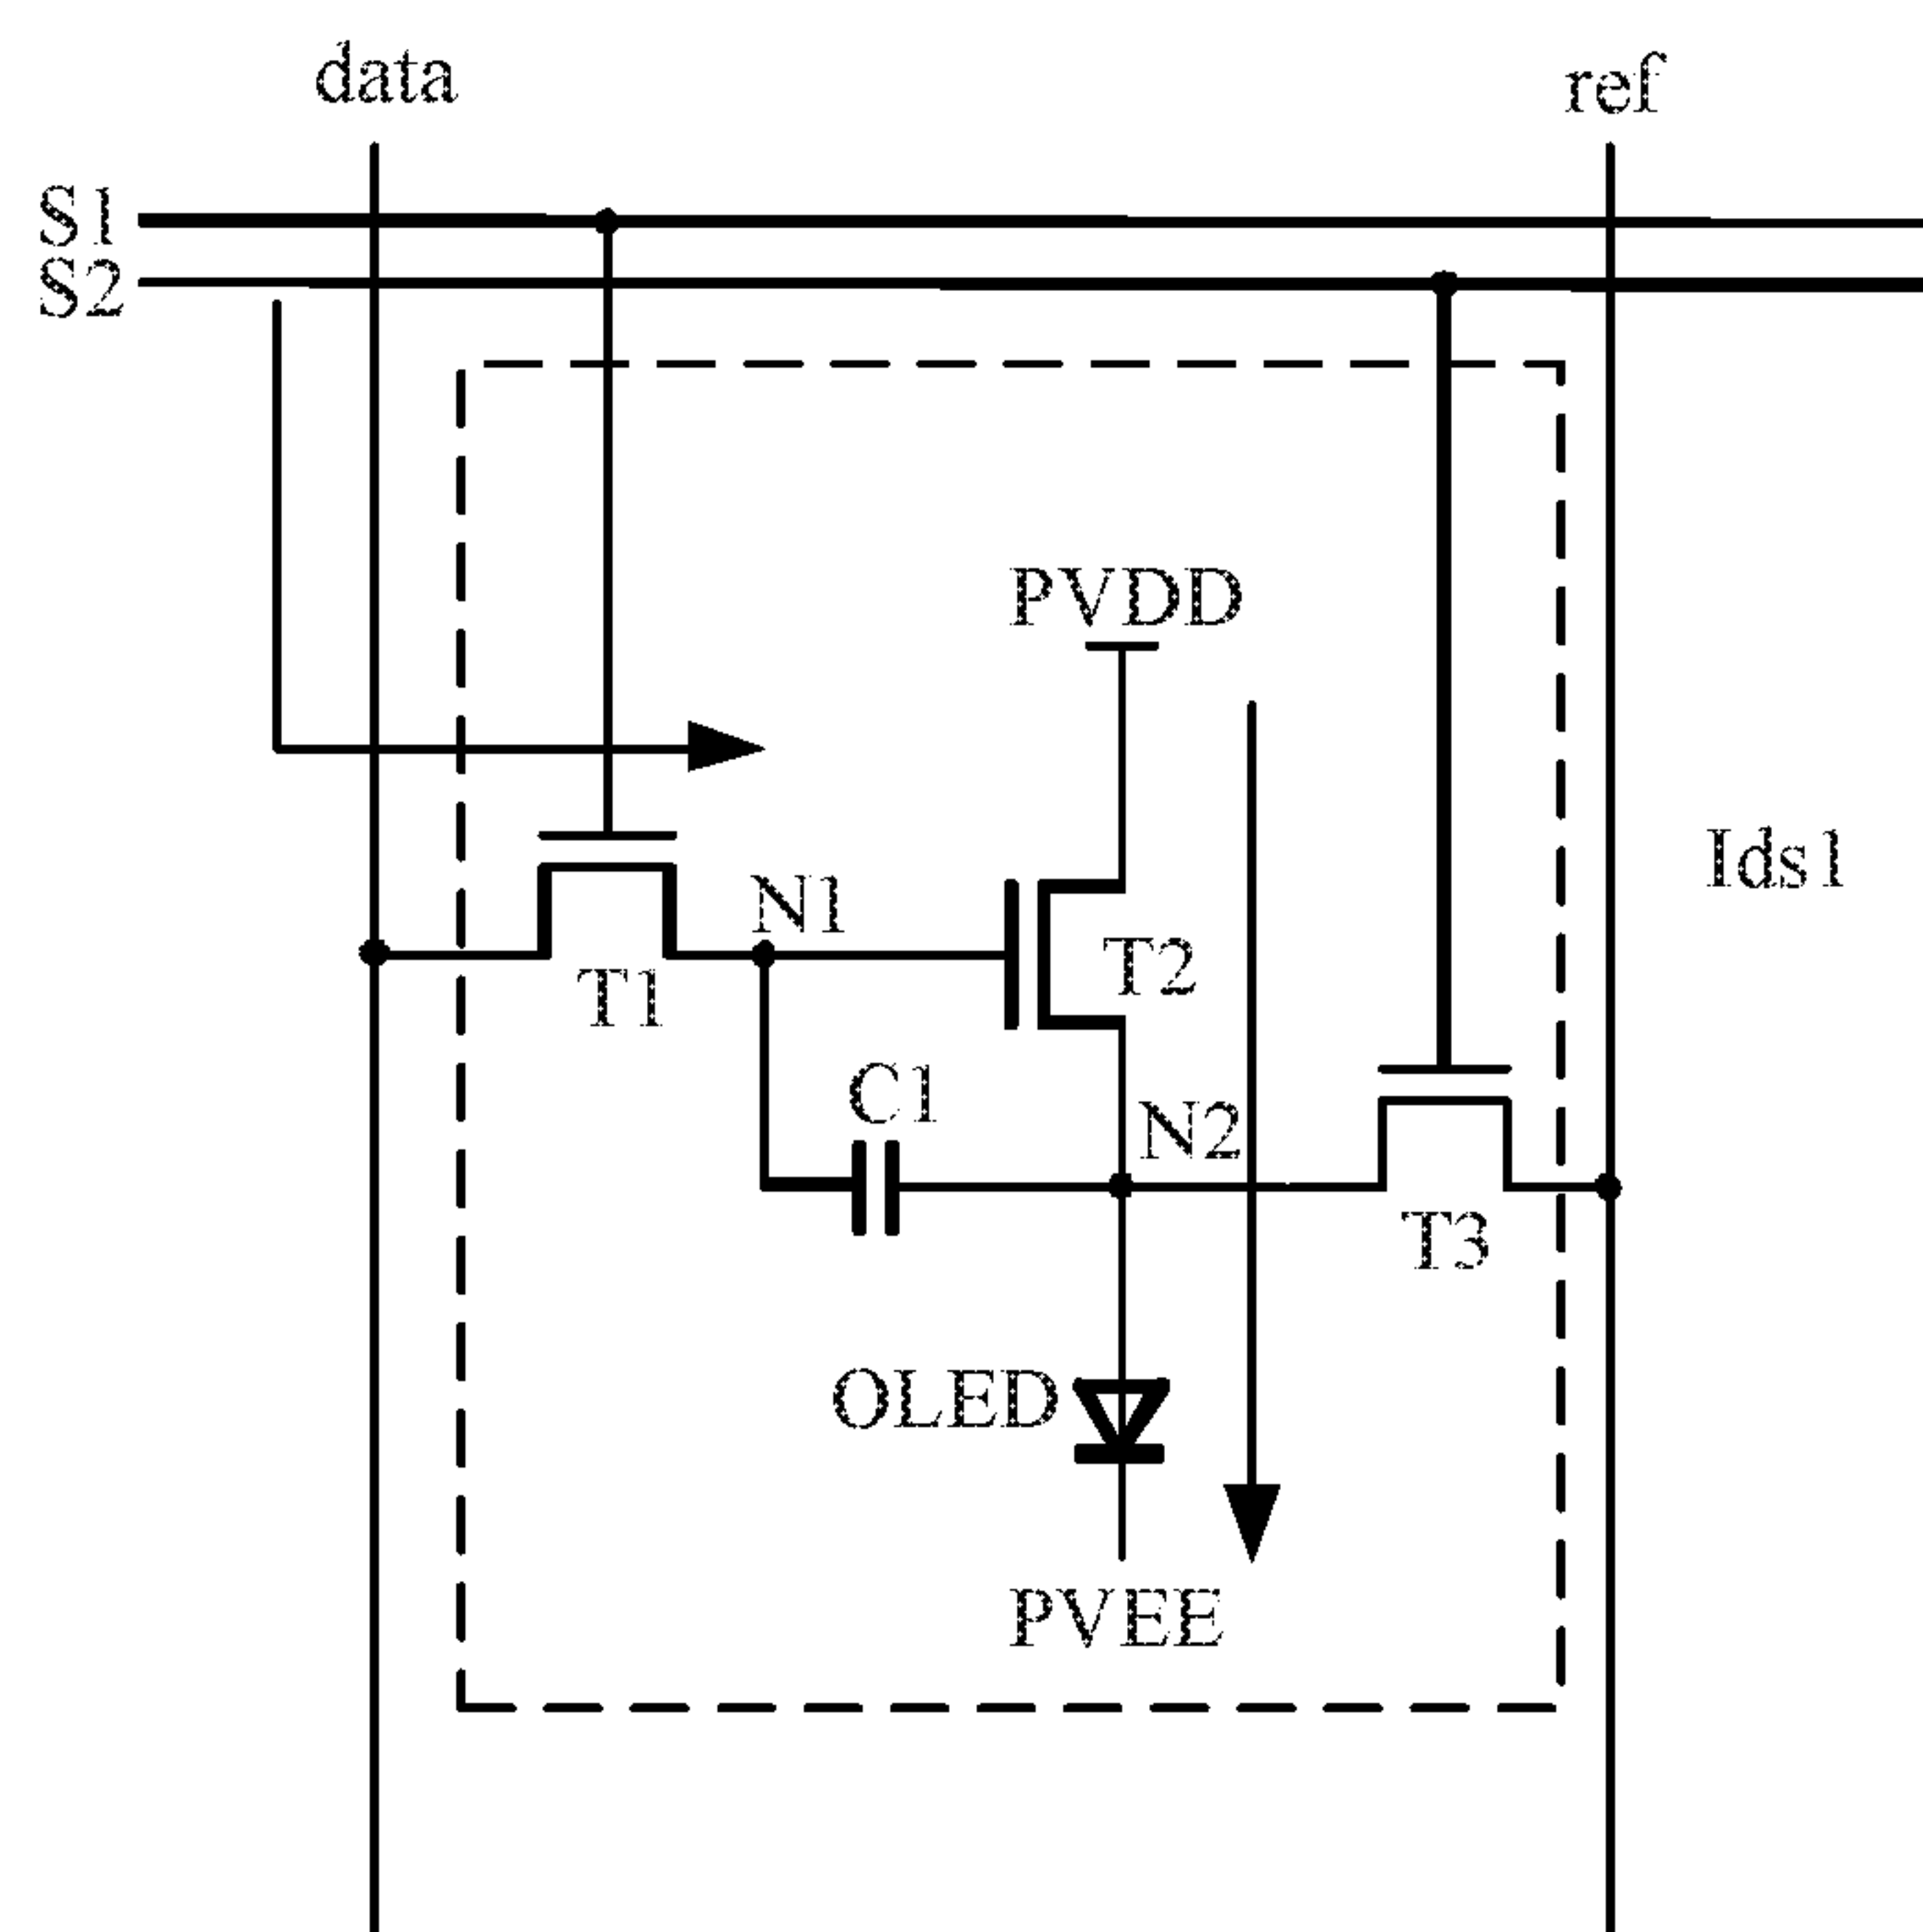 data
ref
S1
S2
PVDD
Ids1
N1
T2
T1
C1
N2
T3
OLED
PVEE